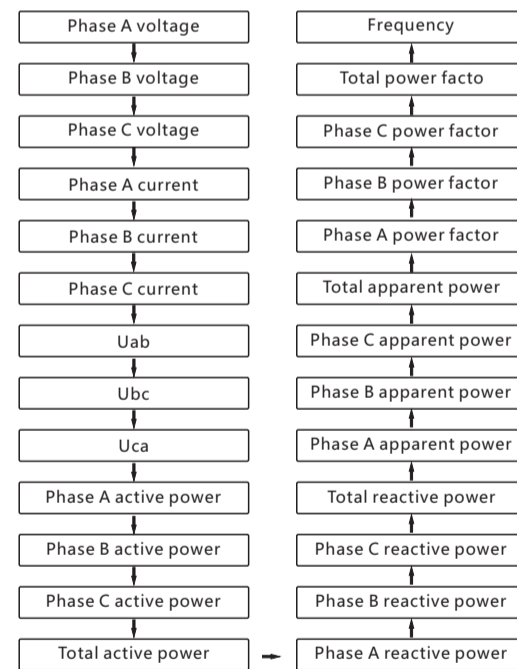 Phase A voltage
Phase B voltage
Phase C voltage
Phase A current
Phase B current
Phase C current
Uab
Ubc
Uca
Phase A active power
Phase B active power
Phase C active power
Total active power
Phase A reactive power
Phase B reactive power
Phase C reactive power
Total reactive power
Phase A apparent power
Phase B apparent power
Phase C apparent power
Total apparent power
Phase A power factor
Phase B power factor
Phase C power factor
Total power facto
Frequency